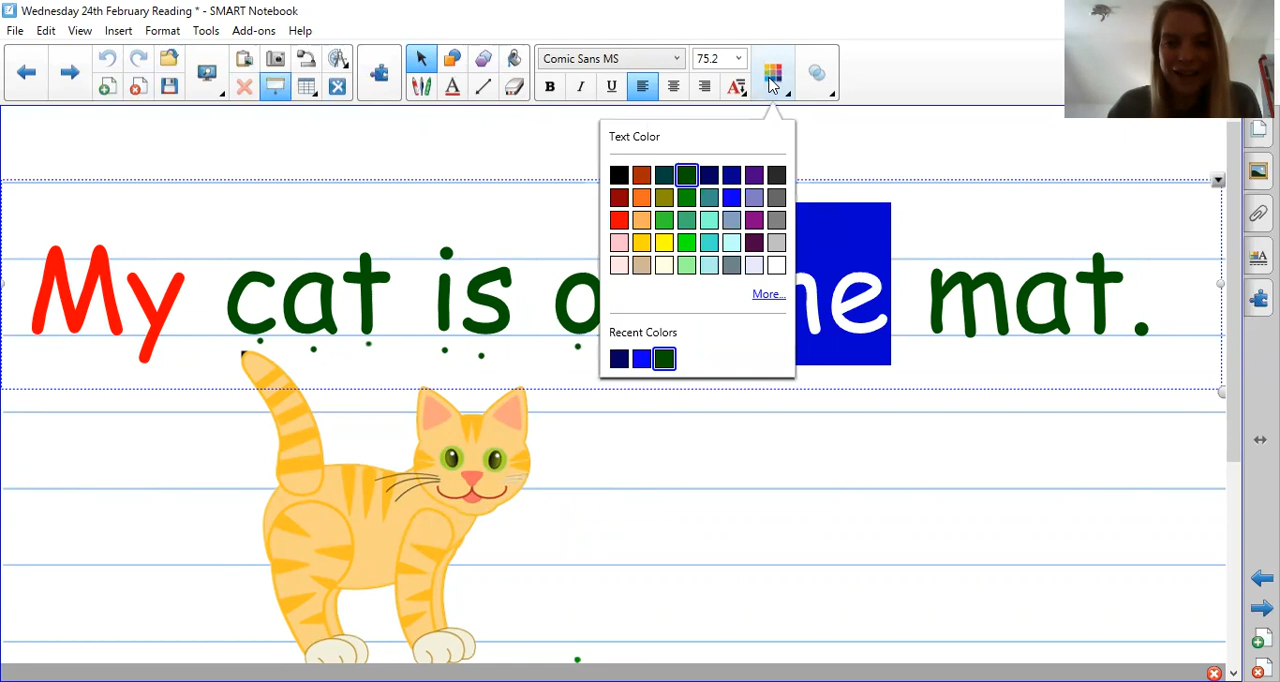 Wednesday 24th February Reading * - SMART Notebook
File Edit View Insert Format Tools Add-ons Help
Comic Sans MS 75.2
B I U
Text Color
My cat is o he mat.
More...
Recent Colors